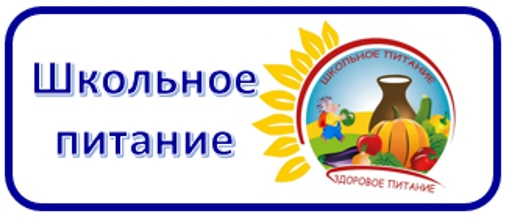 Школьное
питание
ШКОЛЬНОЕ ПИТАНИЕ
ЗДОРОВОЕ ПИТАНИЕ